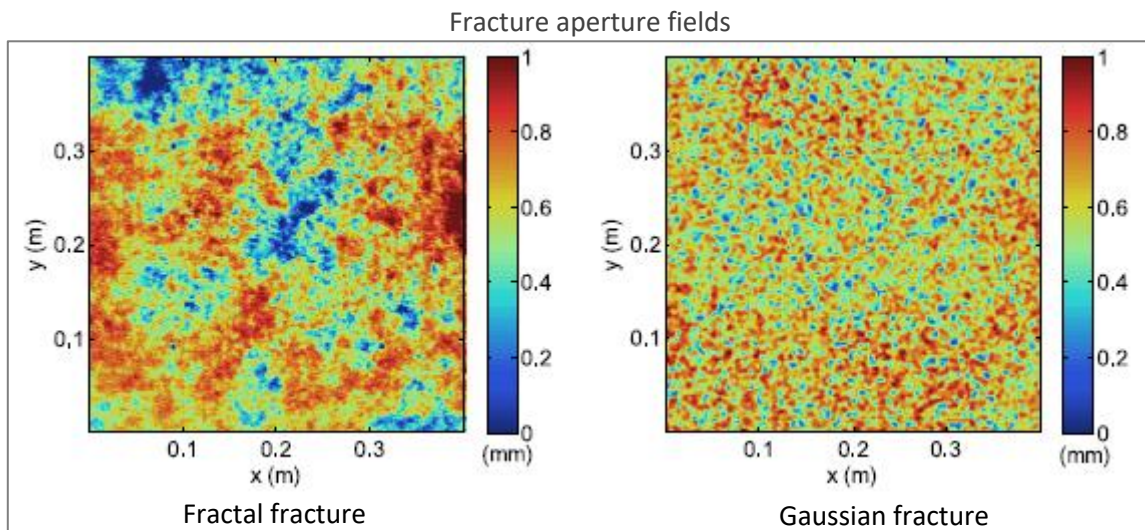 Fracture aperture fields
1
0.8
0.6
0.4
0.2
0
(mm)
0.3
0.2
0.1
y (m)
0.1 0.2 0.3
x (m)
Fractal fracture
1
0.8
0.6
0.4
0.2
0
(mm)
0.3
0.2
0.1
y (m)
0.1 0.2 0.3
x (m)
Gaussian fracture